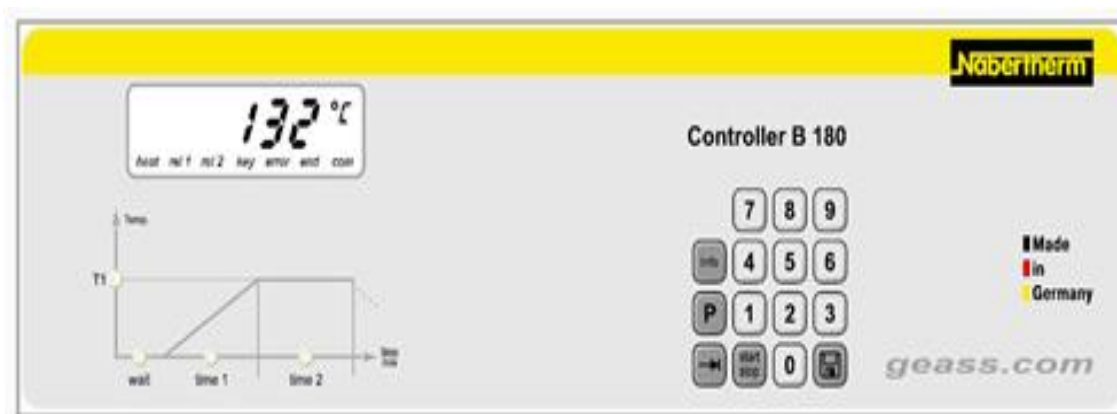 Nabertherm
132 °C
heat rel 1 rel 2 key error end com
Controller B 180
7 8 9
info 4 5 6
P 1 2 3
start
stop
0
Made
in
Germany
Temp.
T1
time
wait time 1 time 2
geass.com